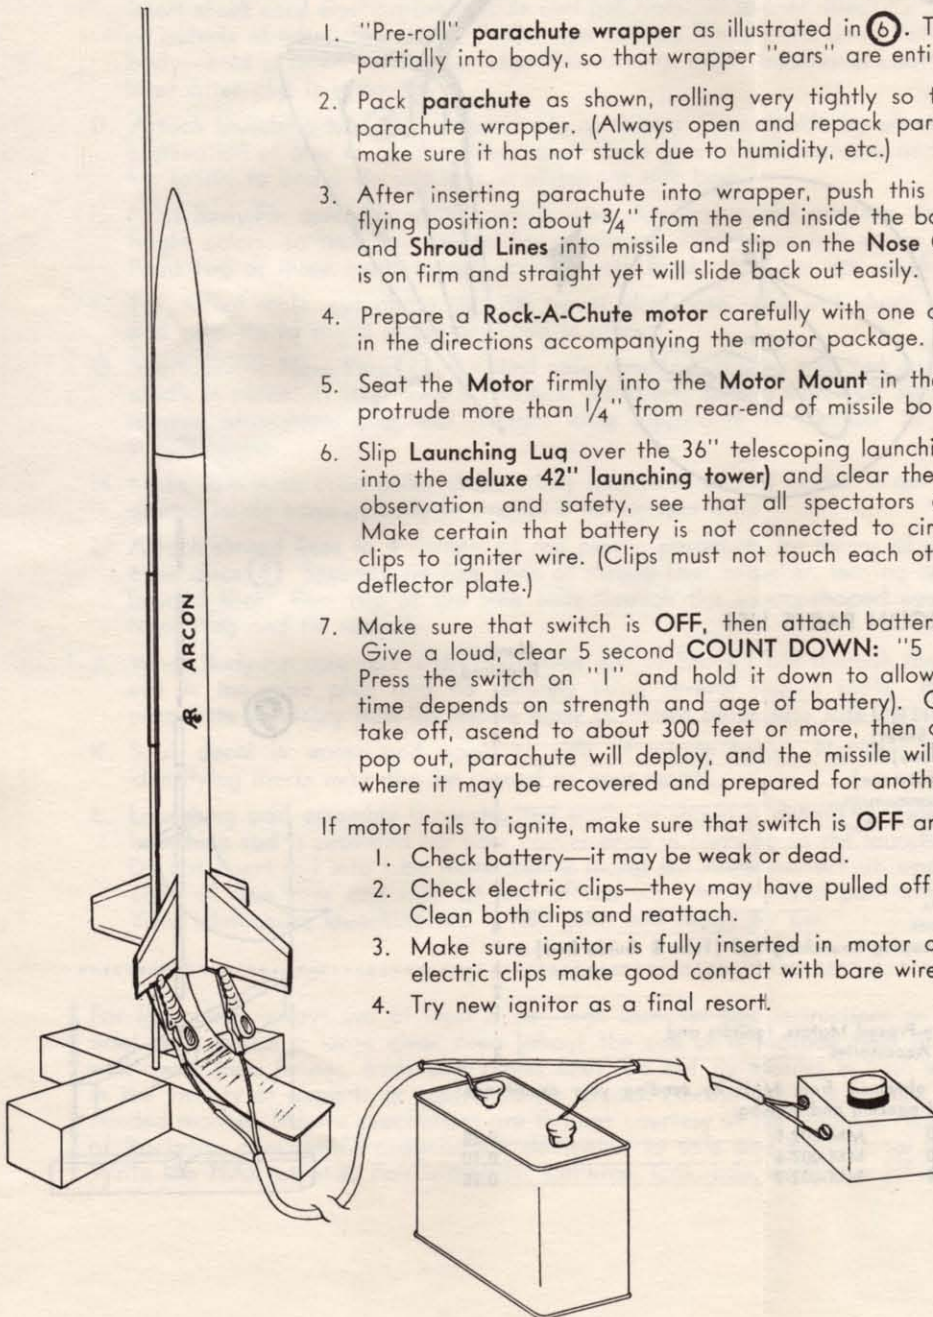 1. "Pre-roll" parachute wrapper as illustrated in 6. T
partially into body, so that wrapper "ears" are enti
2. Pack parachute as shown, rolling very tightly so t
parachute wrapper. (Always open and repack par
make sure it has not stuck due to humidity, etc.)
3. After inserting parachute into wrapper, push this
flying position: about 3/4" from the end inside the bo
and Shroud Lines into missile and slip on the Nose
is on firm and straight yet will slide back out easily.
4. Prepare a Rock-A-Chute motor carefully with one o
in the directions accompanying the motor package.
5. Seat the Motor firmly into the Motor Mount in the
protrude more than 1/4" from rear-end of missile bo
6. Slip Launching Lug over the 36" telescoping launchi
into the deluxe 42" launching tower) and clear the
observation and safety, see that all spectators
Make certain that battery is not connected to cir
clips to igniter wire. (Clips must not touch each ot
deflector plate.)
7. Make sure that switch is OFF, then attach batter
Give a loud, clear 5 second COUNT DOWN: "5
Press the switch on "1" and hold it down to allow
time depends on strength and age of battery). O
take off, ascend to about 300 feet or more, then
pop out, parachute will deploy, and the missile wil
where it may be recovered and prepared for anothe
If motor fails to ignite, make sure that switch is OFF an
1. Check battery—it may be weak or dead.
2. Check electric clips—they may have pulled off
Clean both clips and reattach.
3. Make sure ignitor is fully inserted in motor
electric clips make good contact with bare wire
4. Try new ignitor as a final resort.
ARCON